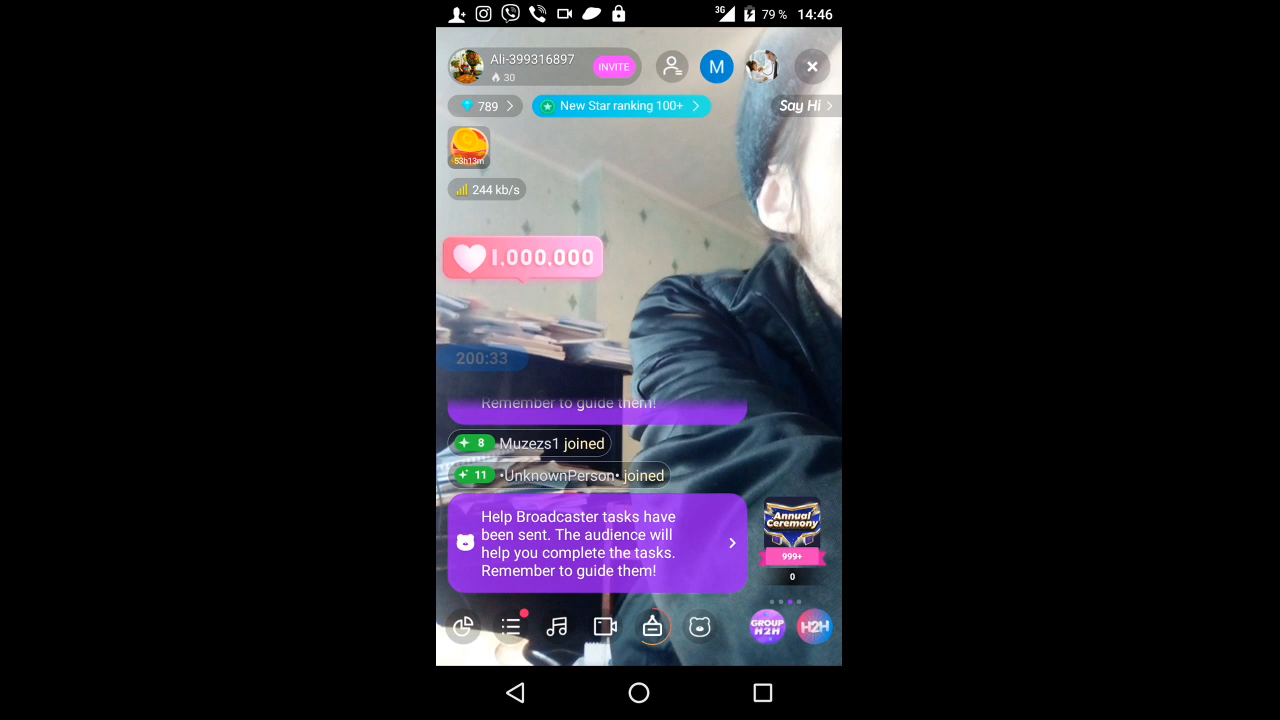 3G 79 % 14:46
Ali-399316897
30
INVITE
M
789
New Star ranking 100+
Say Hi
53h13m
244 kb/s
1,000,000
200:33
Remember to guide them!
8 Muzezs1 joined
11 •UnknownPerson• joined
Help Broadcaster tasks have
been sent. The audience will
help you complete the tasks.
Remember to guide them!
Annual
Ceremony
999+
0
GROUP
H2H
H2H